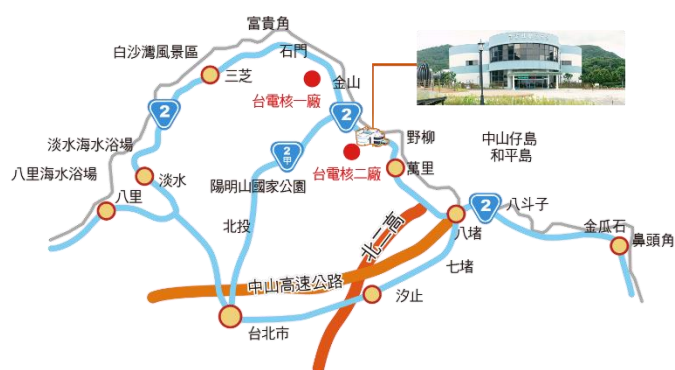 富貴角
白沙灣風景區
石門
三芝
金山
台電核一廠
2
2
淡水海水浴場
2
甲
野柳
中山仔島
和平島
八里海水浴場
淡水
台電核二廠
萬里
陽明山國家公園
八里
2
八斗子
北投
金瓜石
八堵
鼻頭角
北二高
七堵
中山高速公路
汐止
台北市